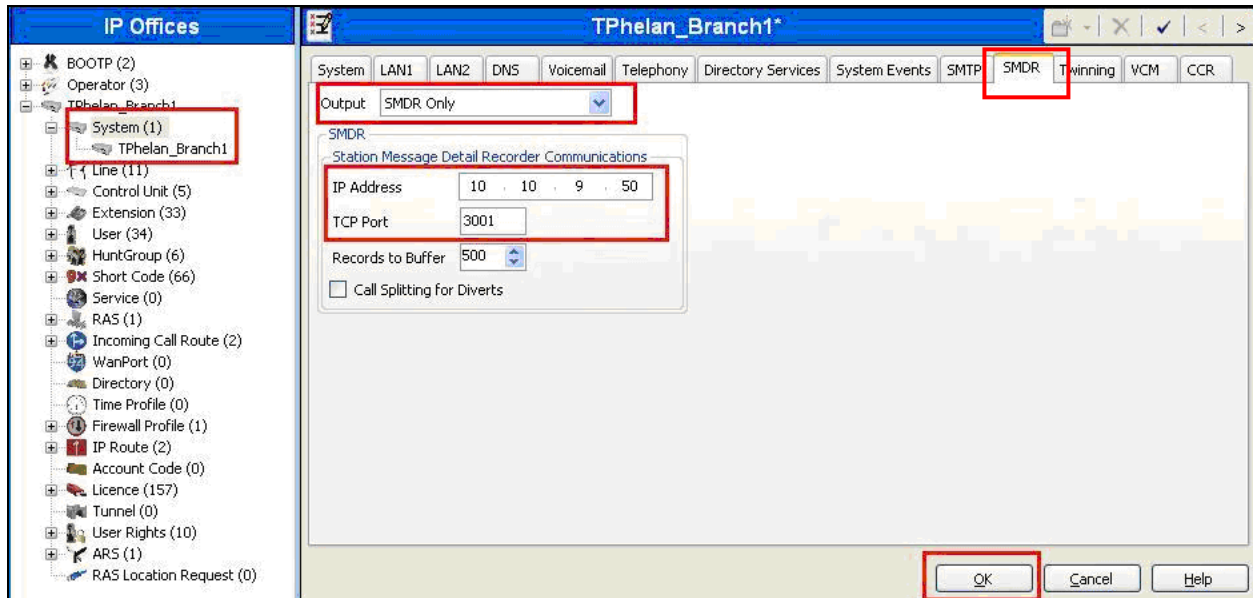 IP Offices
BOOTP (2)
Operator (3)
TPhelan_Branch1
System (1)
TPhelan_Branch1
Line (11)
Control Unit (5)
Extension (33)
User (34)
HuntGroup (6)
Short Code (66)
Service (0)
RAS (1)
Incoming Call Route (2)
WanPort (0)
Directory (0)
Time Profile (0)
Firewall Profile (1)
IP Route (2)
Account Code (0)
Licence (157)
Tunnel (0)
User Rights (10)
ARS (1)
RAS Location Request (0)
TPhelan_Branch1*
System LAN1 LAN2 DNS Voicemail Telephony Directory Services System Events SMTP SMDR Twinning VCM CCR
Output SMDR Only
SMDR
Station Message Detail Recorder Communications
IP Address 10 . 10 . 9 . 50
TCP Port 3001
Records to Buffer 500
Call Splitting for Diverts
OK Cancel Help